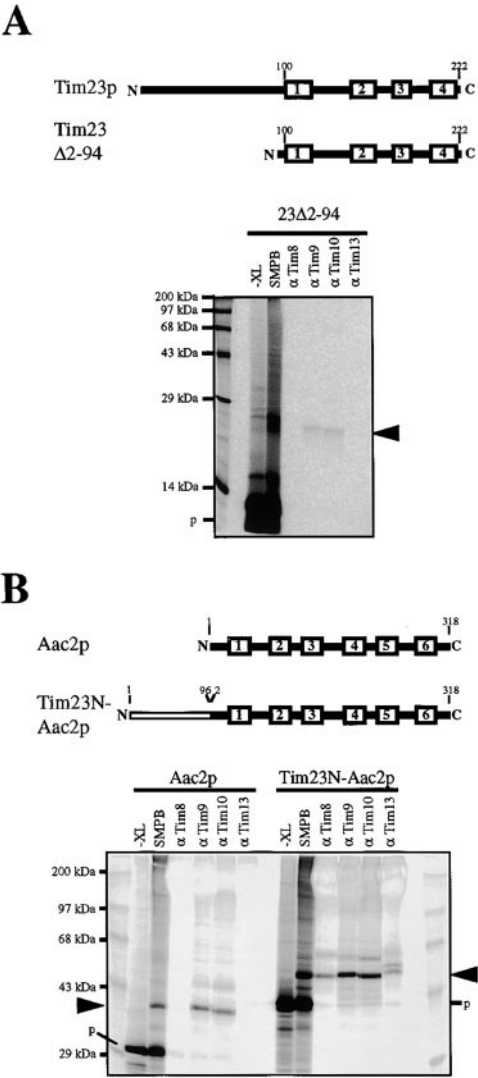 A
100 222
Tim23p N 1 2 3 4 C
Tim23
Δ2-94
100 222
N 1 2 3 4 C
23Δ2-94
-XL SMPB α Tim8 α Tim9 α Tim10 α Tim13
200 kDa
97 kDa
68 kDa
43 kDa
29 kDa
14 kDa
p
B
1 318
Aac2p N 1 2 3 4 5 6 C
1 96 2 318
Tim23N-
Aac2p
N 1 2 3 4 5 6 C
Aac2p Tim23N-Aac2p
-XL SMPB α Tim8 α Tim9 α Tim10 α Tim13 -XL SMPB α Tim8 α Tim9 α Tim10 α Tim13
200 kDa
97 kDa
68 kDa
43 kDa
p
p
29 kDa